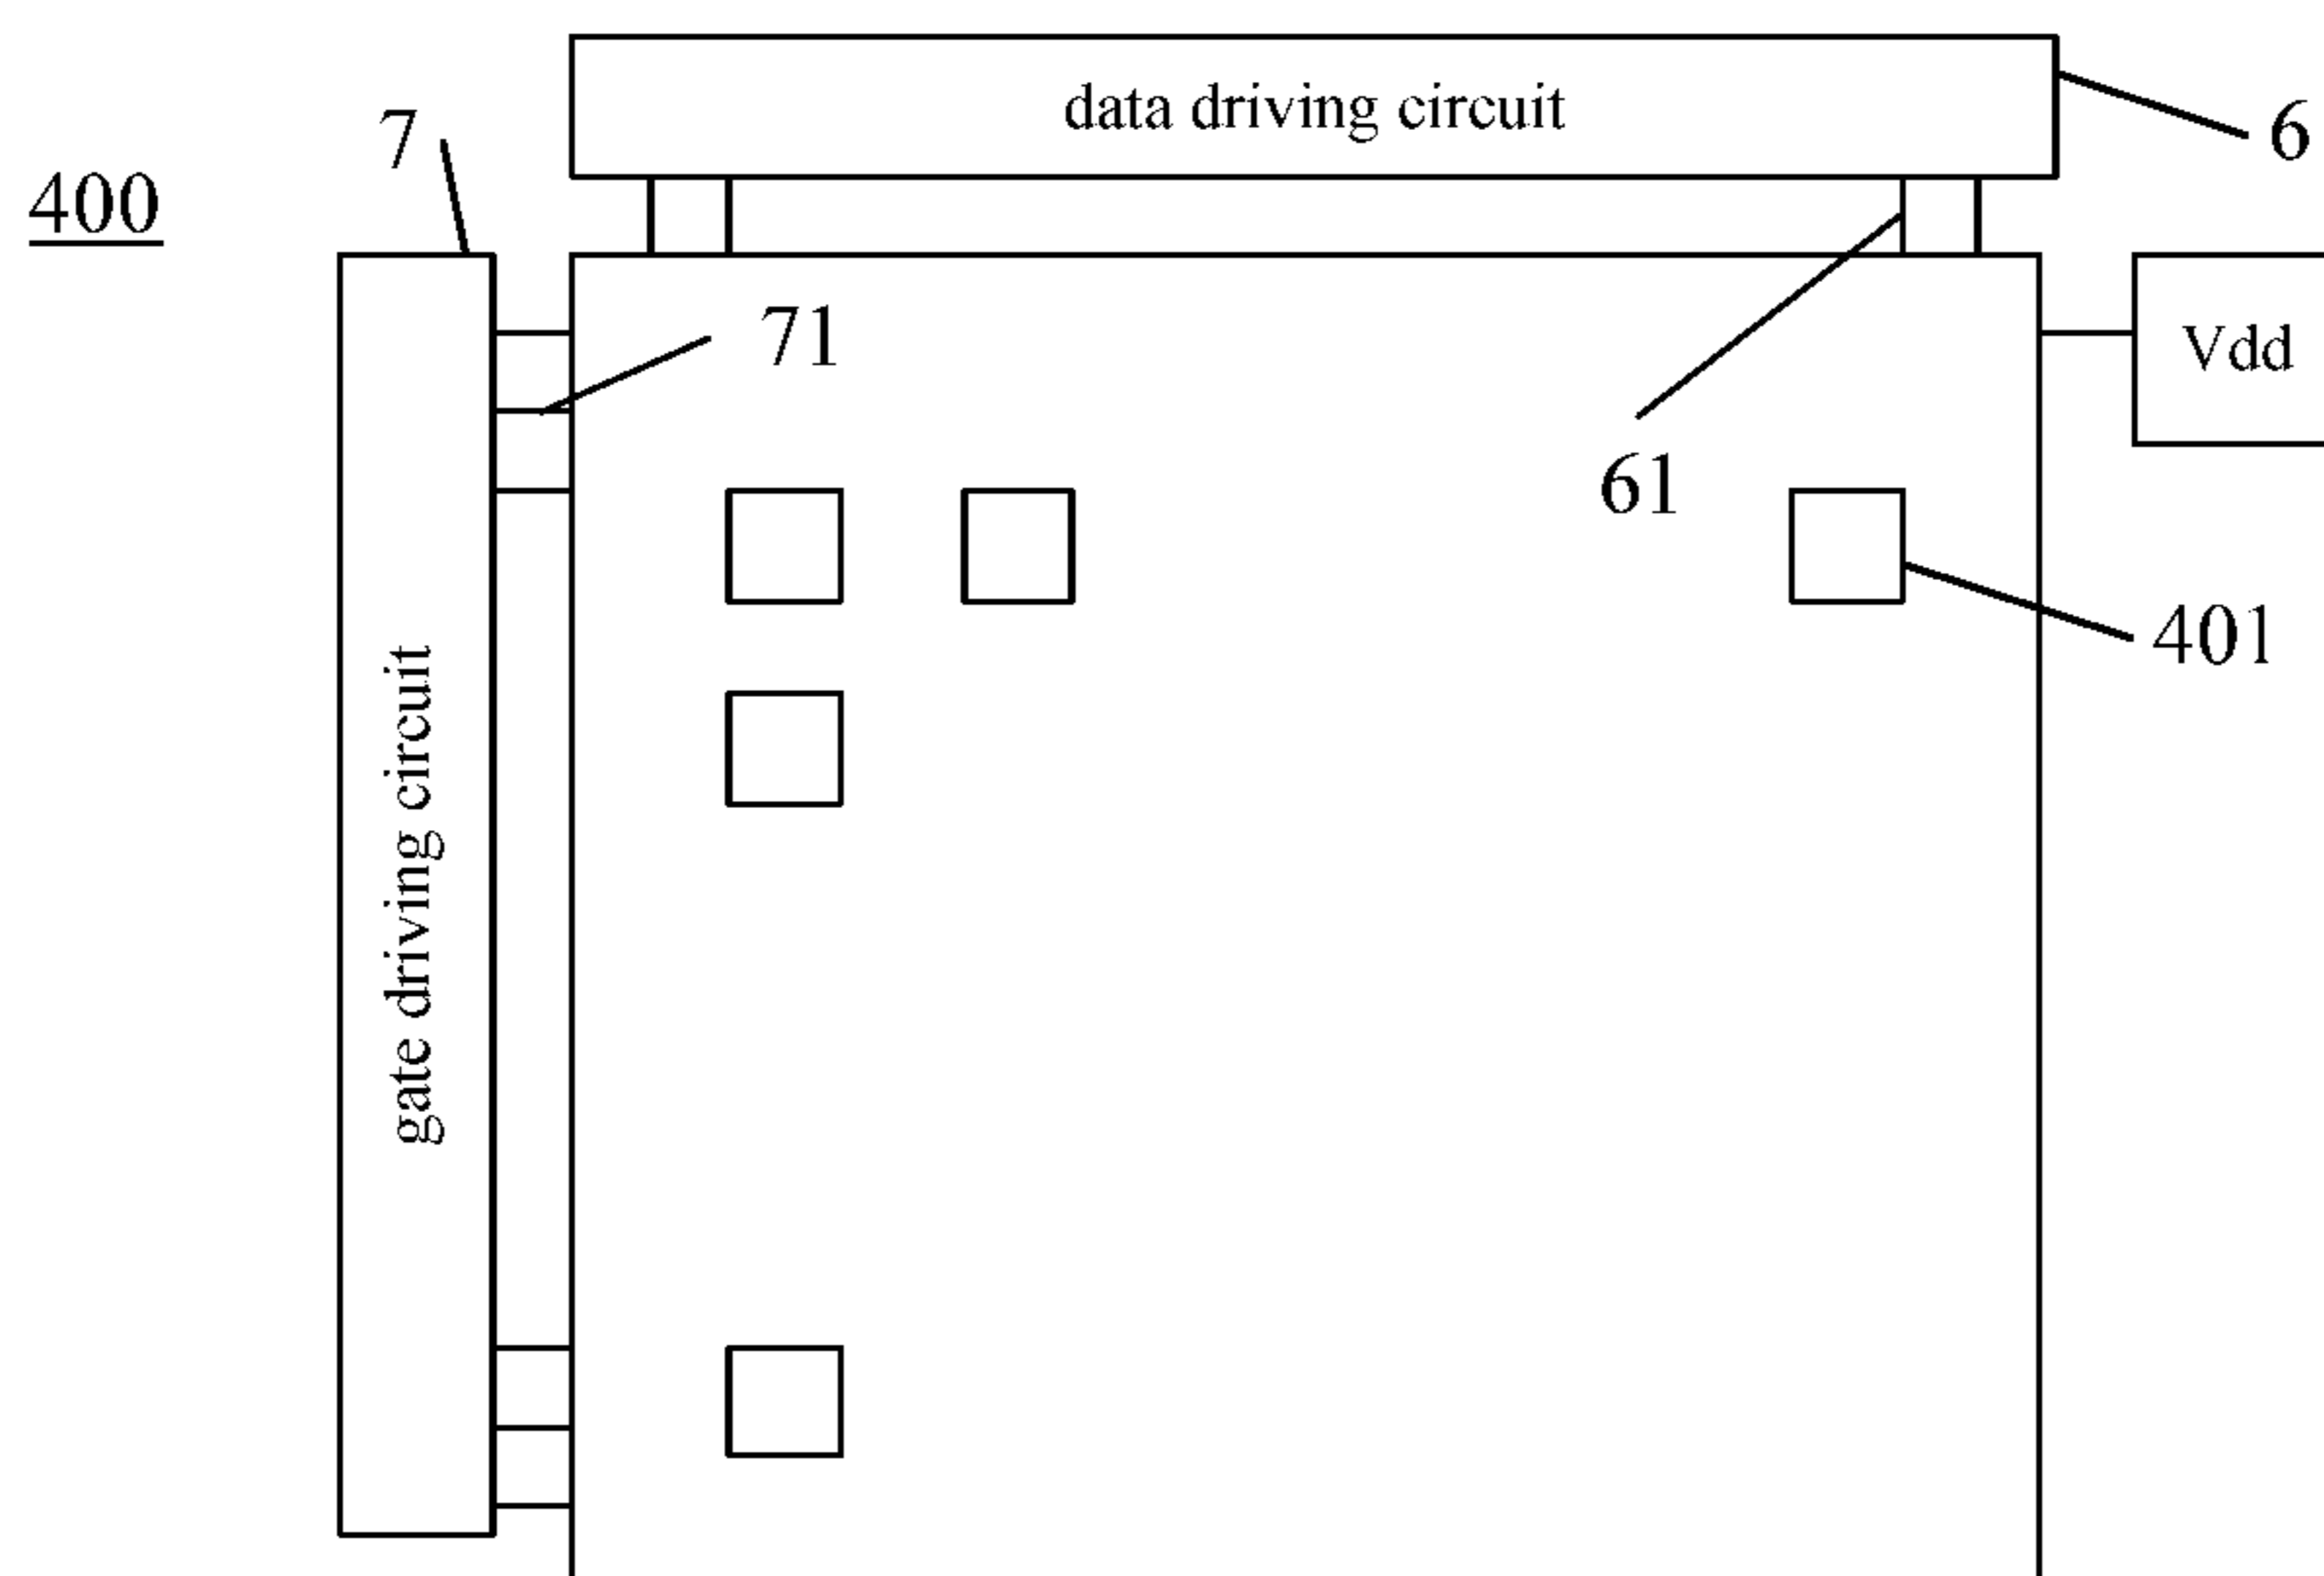 data driving circuit
6
7
400
71
Vdd
61
401
gate driving circuit